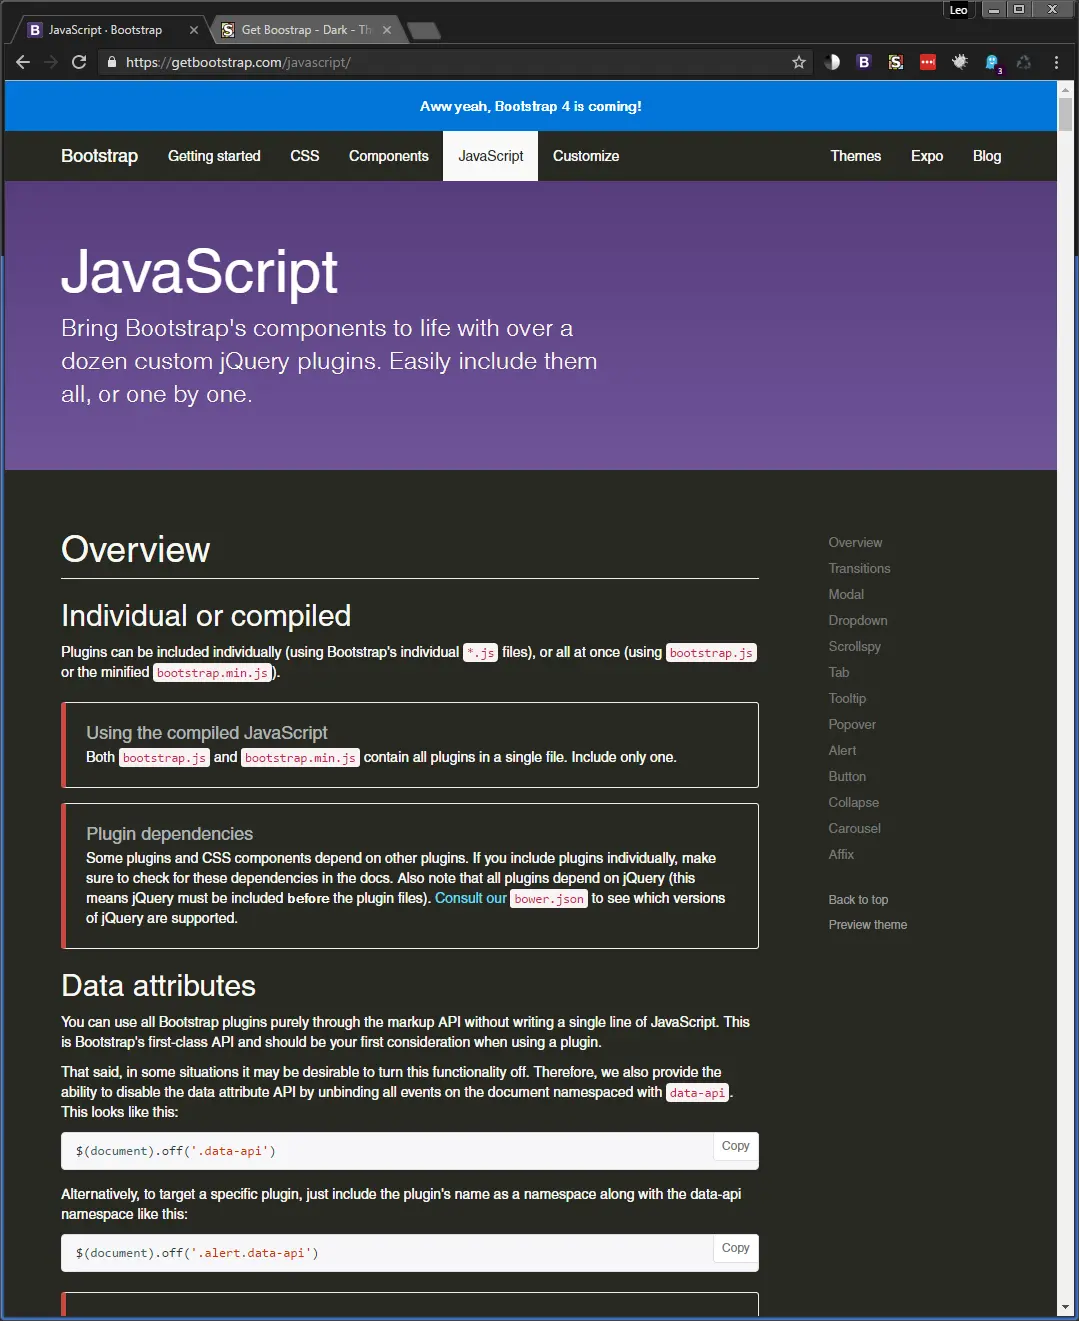 Leo
JavaScript · Bootstrap
Get Boostrap - Dark - Th
https://getbootstrap.com/javascript/
3
Aww yeah, Bootstrap 4 is coming!
Bootstrap Getting started CSS Components JavaScript Customize Themes Expo Blog
JavaScript
Bring Bootstrap's components to life with over a
dozen custom jQuery plugins. Easily include them
all, or one by one.
Overview
Individual or compiled
Plugins can be included individually (using Bootstrap's individual *.js files), or all at once (using bootstrap.js
or the minified bootstrap.min.js).
Using the compiled JavaScript
Both bootstrap.js and bootstrap.min.js contain all plugins in a single file. Include only one.
Plugin dependencies
Some plugins and CSS components depend on other plugins. If you include plugins individually, make
sure to check for these dependencies in the docs. Also note that all plugins depend on jQuery (this
means jQuery must be included before the plugin files). Consult our bower.json to see which versions
of jQuery are supported.
Data attributes
You can use all Bootstrap plugins purely through the markup API without writing a single line of JavaScript. This
is Bootstrap's first-class API and should be your first consideration when using a plugin.
That said, in some situations it may be desirable to turn this functionality off. Therefore, we also provide the
ability to disable the data attribute API by unbinding all events on the document namespaced with data-api.
This looks like this:
$(document).off('.data-api')
Copy
Alternatively, to target a specific plugin, just include the plugin's name as a namespace along with the data-api
namespace like this:
$(document).off('.alert.data-api')
Copy
Overview
Transitions
Modal
Dropdown
Scrollspy
Tab
Tooltip
Popover
Alert
Button
Collapse
Carousel
Affix
Back to top
Preview theme